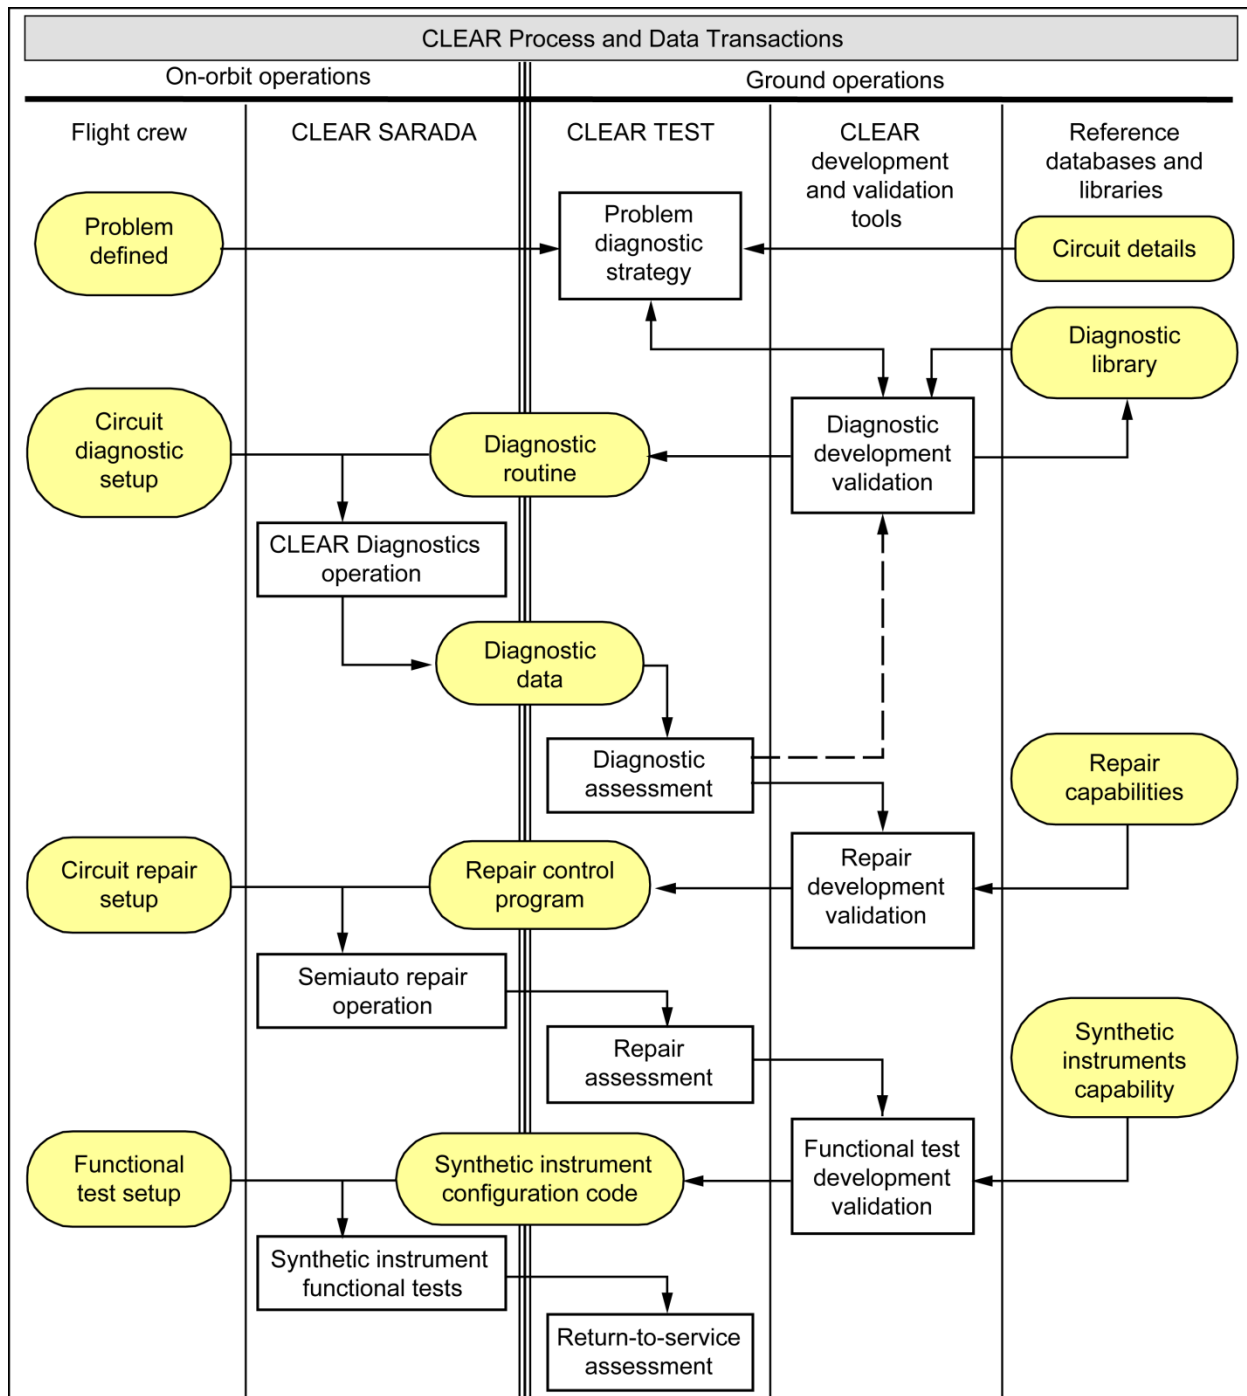 CLEAR Process and Data Transactions
On-orbit operations
Ground operations
Flight crew
CLEAR SARADA
CLEAR TEST
CLEAR
development
and validation
tools
Reference
databases and
libraries
Problem
defined
Problem
diagnostic
strategy
Circuit details
Diagnostic
library
Circuit
diagnostic
setup
Diagnostic
routine
Diagnostic
development
validation
CLEAR Diagnostics
operation
Diagnostic
data
Diagnostic
assessment
Repair
capabilities
Circuit repair
setup
Repair control
program
Repair
development
validation
Semiauto repair
operation
Repair
assessment
Synthetic
instruments
capability
Functional
test setup
Synthetic instrument
configuration code
Functional test
development
validation
Synthetic instrument
functional tests
Return-to-service
assessment